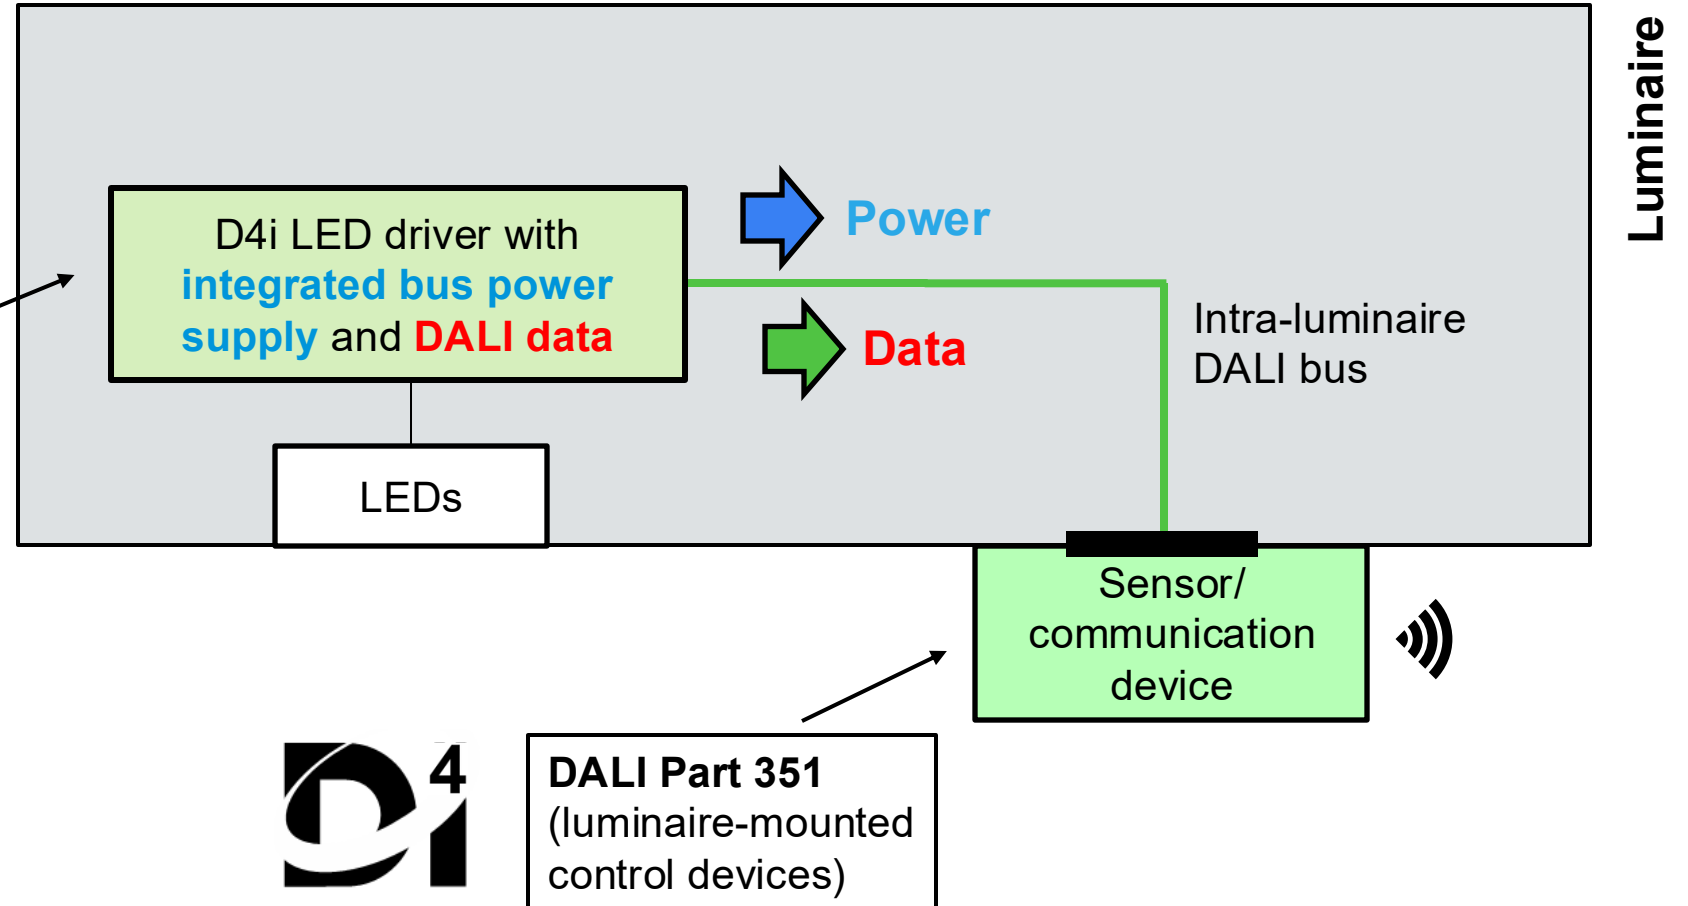 Luminaire
D4i LED driver with
integrated bus power
supply and DALI data
Power
Data
Intra-luminaire
DALI bus
LEDs
Sensor/
communication
device
D4i
DALI Part 351
(luminaire-mounted
control devices)